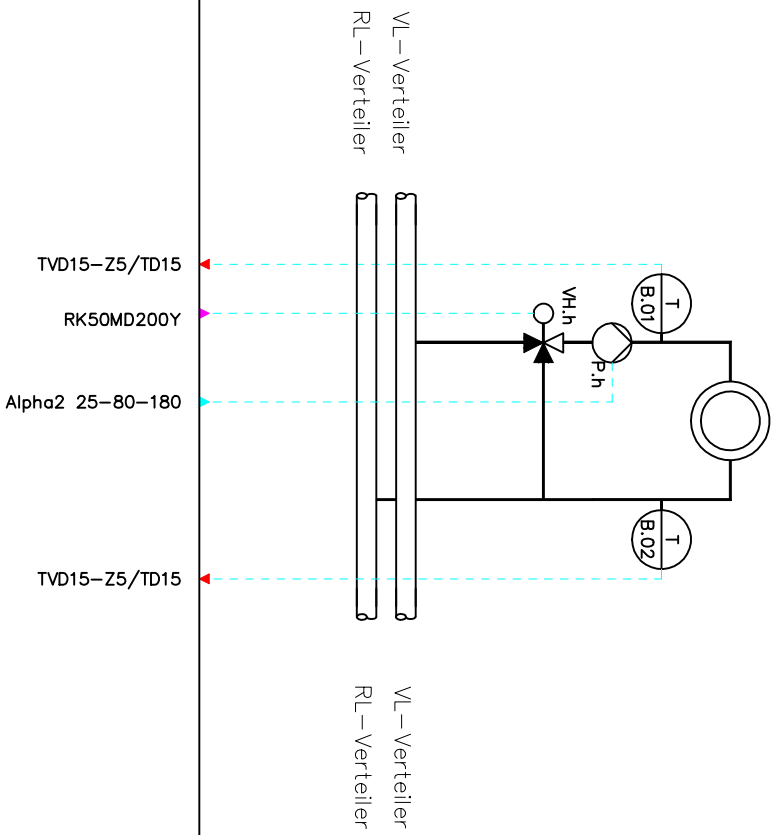 RL-Verteiler
VL-Verteiler
TVD15-Z5/TD15
RK50MD200Y
Alpha2 25-80-180
TVD15-Z5/TD15
VH.h
P.h
T
B.01
T
B.02
RL-Verteiler
VL-Verteiler